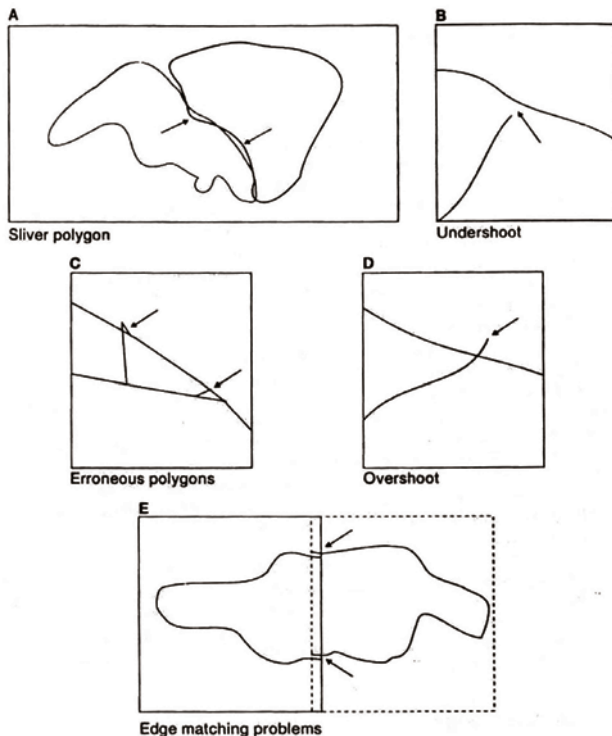 A
B
Sliver polygon
Undershoot
C
D
Erroneous polygons
Overshoot
E
Edge matching problems